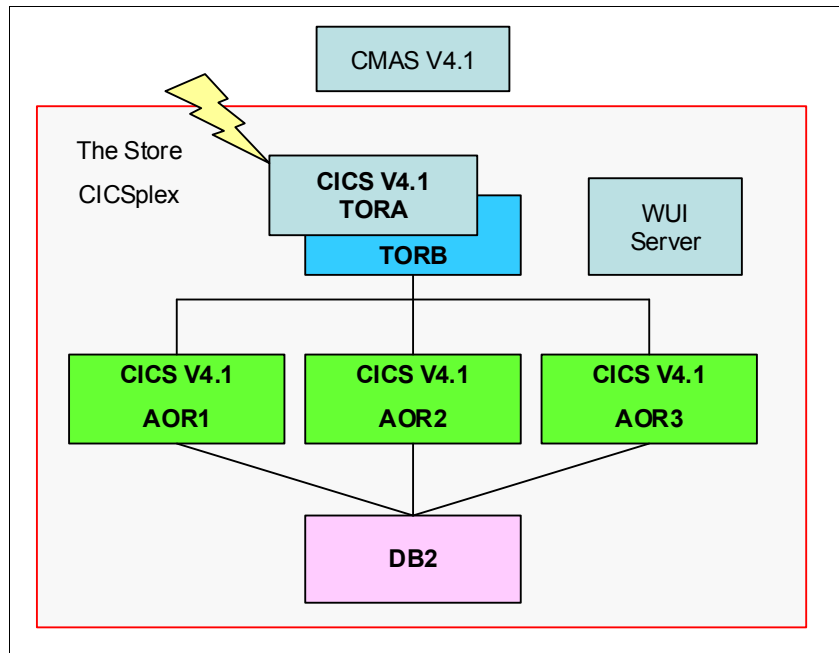 CMAS V4.1
The Store
CICSplex
CICS V4.1
TORA
TORB
WUI
Server
CICS V4.1
AOR1
CICS V4.1
AOR2
CICS V4.1
AOR3
DB2